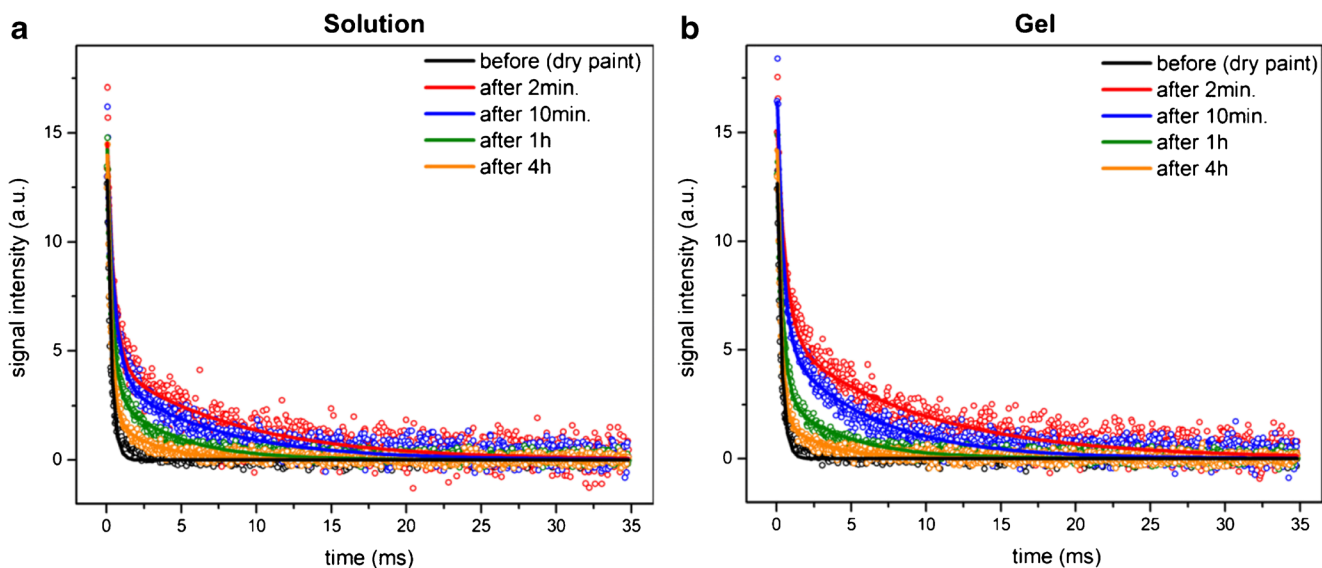 a
Solution
before (dry paint)
after 2min.
after 10min.
after 1h
after 4h
signal intensity (a.u.)
15
10
5
0
0 5 10 15 20 25 30 35
time (ms)
b
Gel
before (dry paint)
after 2min.
after 10min.
after 1h
after 4h
signal intensity (a.u.)
15
10
5
0
0 5 10 15 20 25 30 35
time (ms)